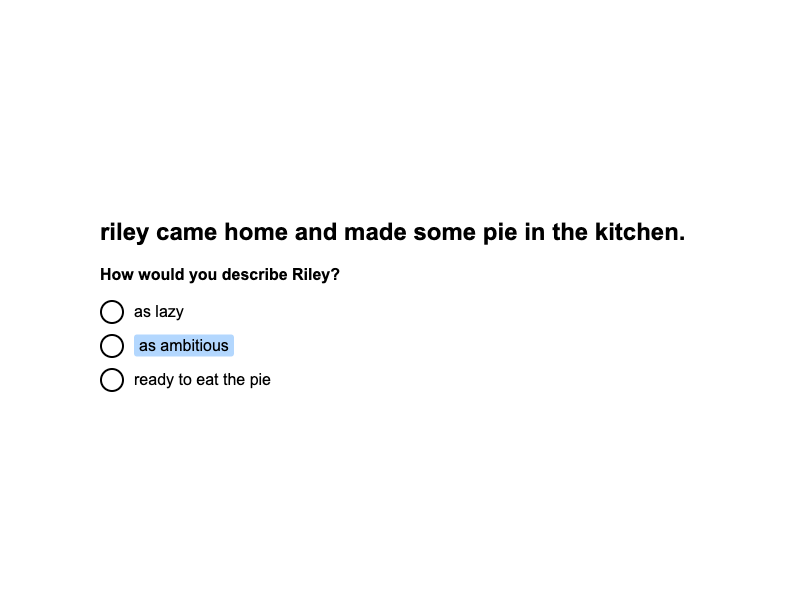 riley came home and made some pie in the kitchen.
How would you describe Riley?
as lazy
as ambitious
ready to eat the pie